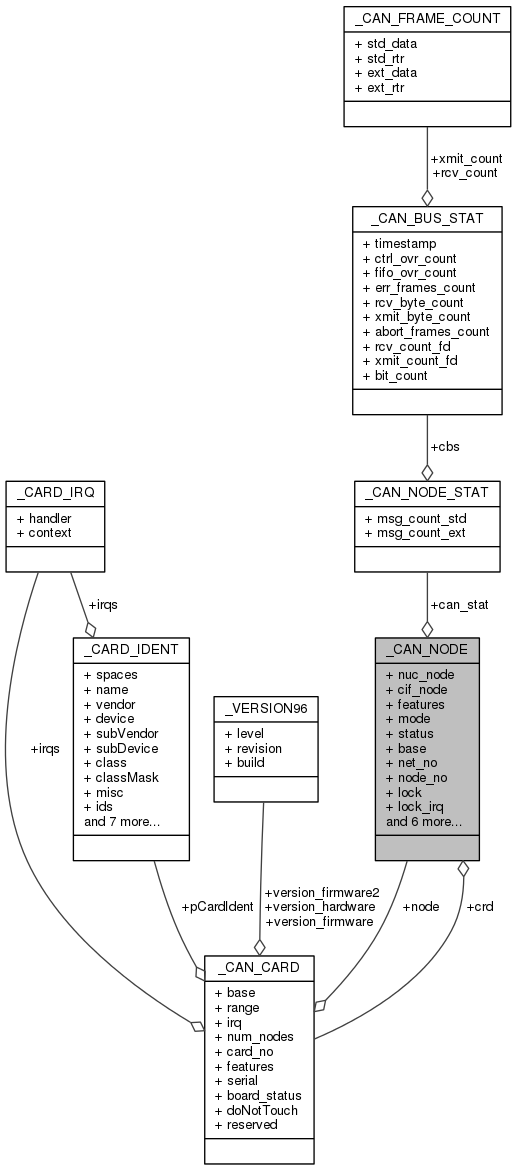 _CAN_FRAME_COUNT
+ std_data
+ std_rtr
+ ext_data
+ ext_rtr
+xmit_count
+rcv_count
_CAN_BUS_STAT
+ timestamp
+ ctrl_ovr_count
+ fifo_ovr_count
+ err_frames_count
+ rcv_byte_count
+ xmit_byte_count
+ abort_frames_count
+ rcv_count_fd
+ xmit_count_fd
+ bit_count
+cbs
_CARD_IRQ
+ handler
+ context
_CAN_NODE_STAT
+ msg_count_std
+ msg_count_ext
+irqs
+can_stat
_CARD_IDENT
+ spaces
+ name
+ vendor
+ device
+ subVendor
+ subDevice
+ class
+ classMask
+ misc
+ ids
and 7 more...
_CAN_NODE
+ nuc_node
+ cif_node
+ features
+ mode
+ status
+ base
+ net_no
+ node_no
+ lock
+ lock_irq
and 6 more...
_VERSION96
+ level
+ revision
+ build
+irqs
+pCardIdent
+version_firmware2
+version_hardware
+version_firmware
+node
+crd
_CAN_CARD
+ base
+ range
+ irq
+ num_nodes
+ card_no
+ features
+ serial
+ board_status
+ doNotTouch
+ reserved